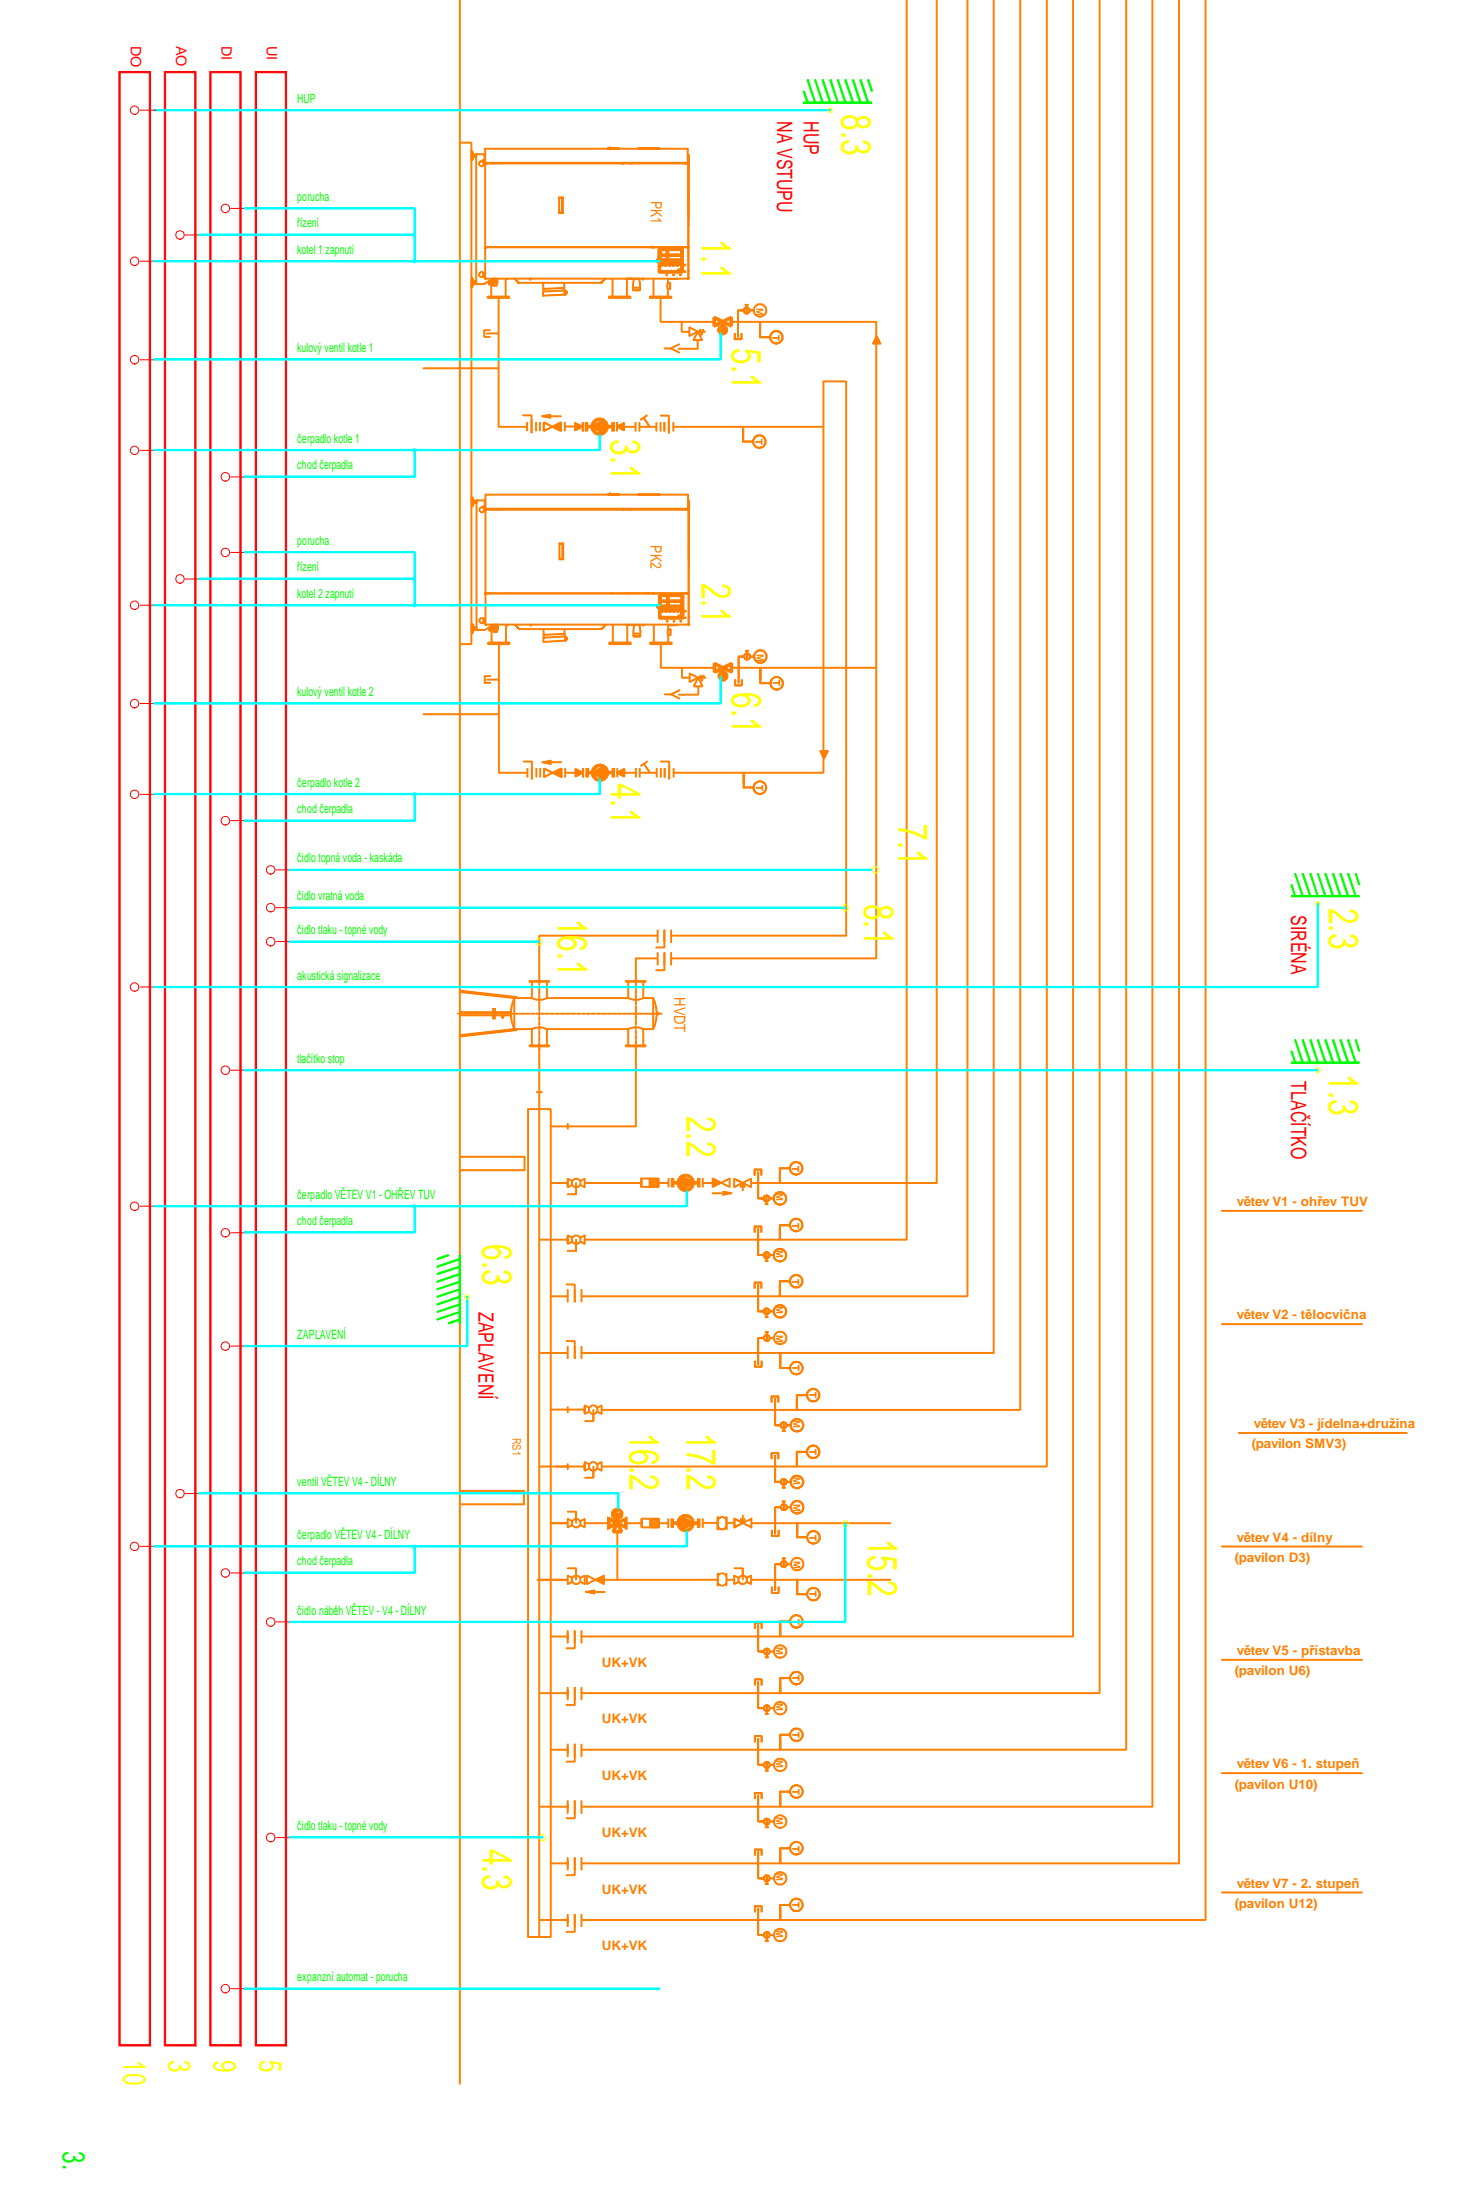 DO
AO
DI
UI
HUP
8.3
HUP
NA VSTUPU
porucha
řízení
kotel 1 zapnutí
PK1
1.1
kulový ventil kotle 1
5.1
M
T
čerpadlo kotle 1
chod čerpadla
3.1
T
porucha
řízení
kotel 2 zapnutí
PK2
2.1
kulový ventil kotle 2
6.1
M
T
čerpadlo kotle 2
chod čerpadla
4.1
T
čidlo topná voda - kaskáda
7.1
čidlo vratná voda
8.1
čidlo tlaku - topné vody
16.1
akustická signalizace
2.3
SIRÉNA
HVDT
tlačítko stop
1.3
TLAČÍTKO
2.2
čerpadlo VĚTEV V1 - OHŘEV TUV
chod čerpadla
T
M
větev V1 - ohřev TUV
6.3
ZAPLAVENÍ
ZAPLAVENÍ
T
M
T
M
větev V2 - tělocvična
M
T
T
M
větev V3 - jídelna+družina
(pavilon SMV3)
RS1
16.2
17.2
T
M
ventil VĚTEV V4 - DÍLNY
čerpadlo VĚTEV V4 - DÍLNY
chod čerpadla
M
T
větev V4 - dílny
(pavilon D3)
15.2
M
T
čidlo náběh VĚTEV - V4 - DÍLNY
T
M
UK+VK
větev V5 - přístavba
(pavilon U6)
T
M
UK+VK
T
M
UK+VK
větev V6 - 1. stupeň
(pavilon U10)
T
M
UK+VK
čidlo tlaku - topné vody
4.3
T
M
UK+VK
větev V7 - 2. stupeň
(pavilon U12)
T
M
UK+VK
expanzní automat - porucha
10
3
9
5
3.